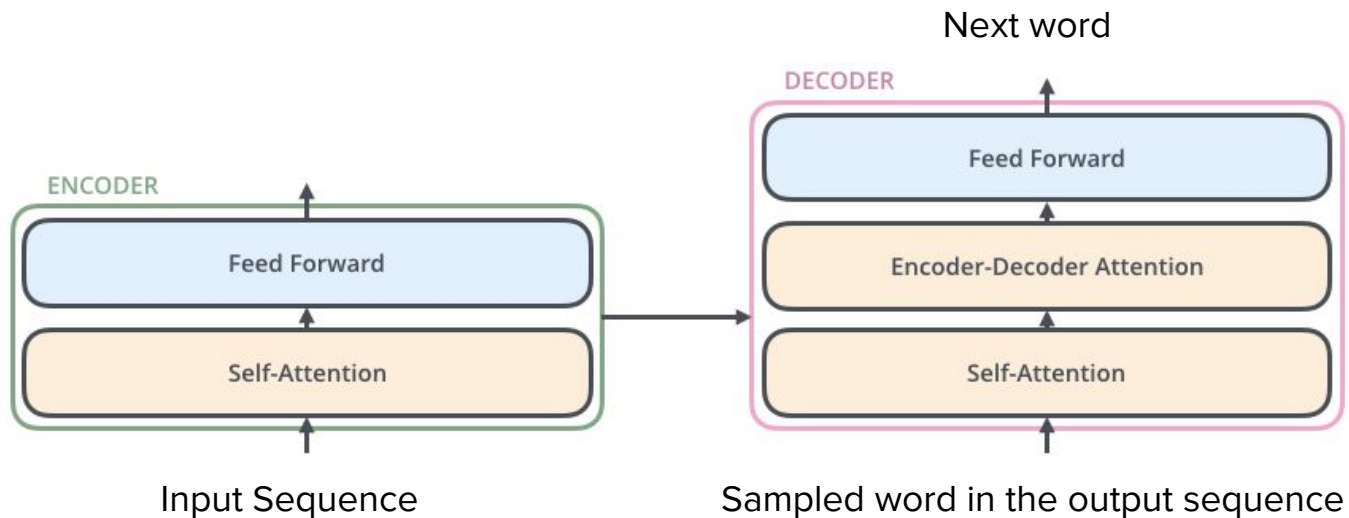 Next word
DECODER
Feed Forward
ENCODER
Feed Forward
Encoder-Decoder Attention
Self-Attention
Self-Attention
Input Sequence
Sampled word in the output sequence